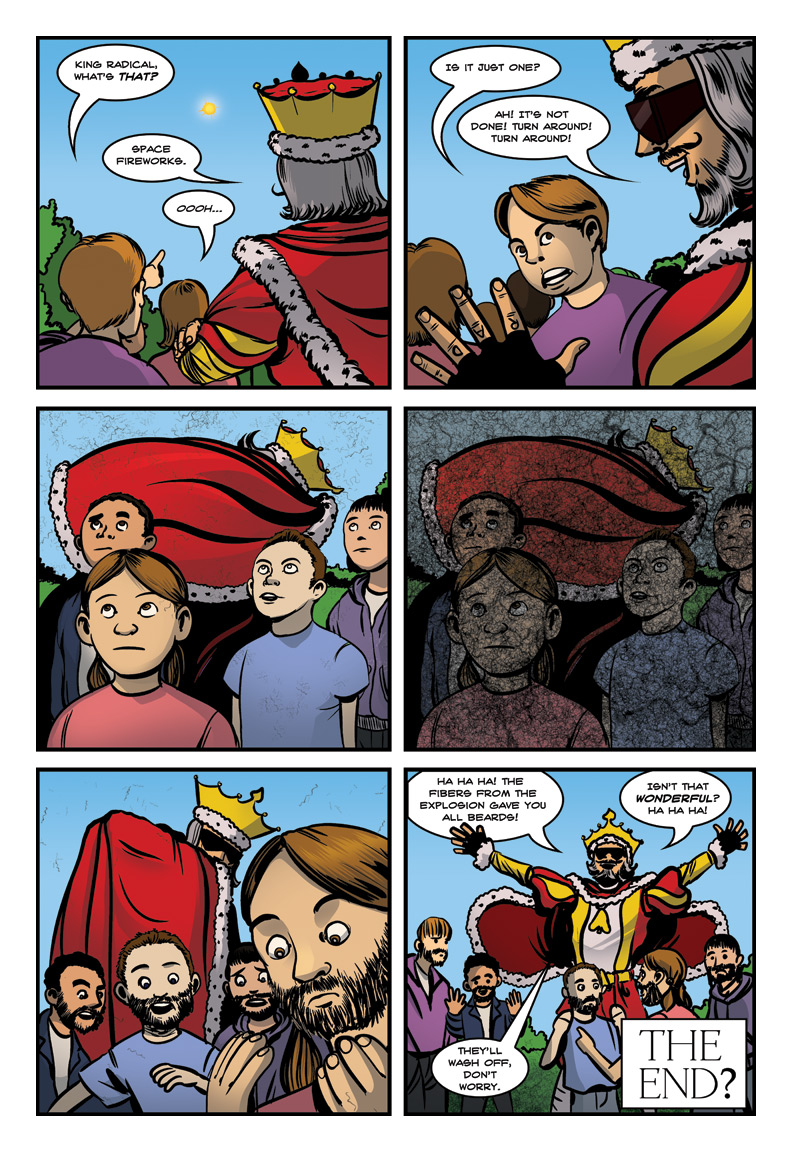 KING RADICAL,
WHAT'S THAT?
SPACE
FIREWORKS.
OOOH...
IS IT JUST ONE?
AH! IT'S NOT
DONE! TURN AROUND!
TURN AROUND!
HA HA HA! THE
FIBERS FROM THE
EXPLOSION GAVE YOU
ALL BEARDS!
ISN'T THAT
WONDERFUL?
HA HA HA!
THEY'LL
WASH OFF,
DON'T
WORRY.
THE
END?